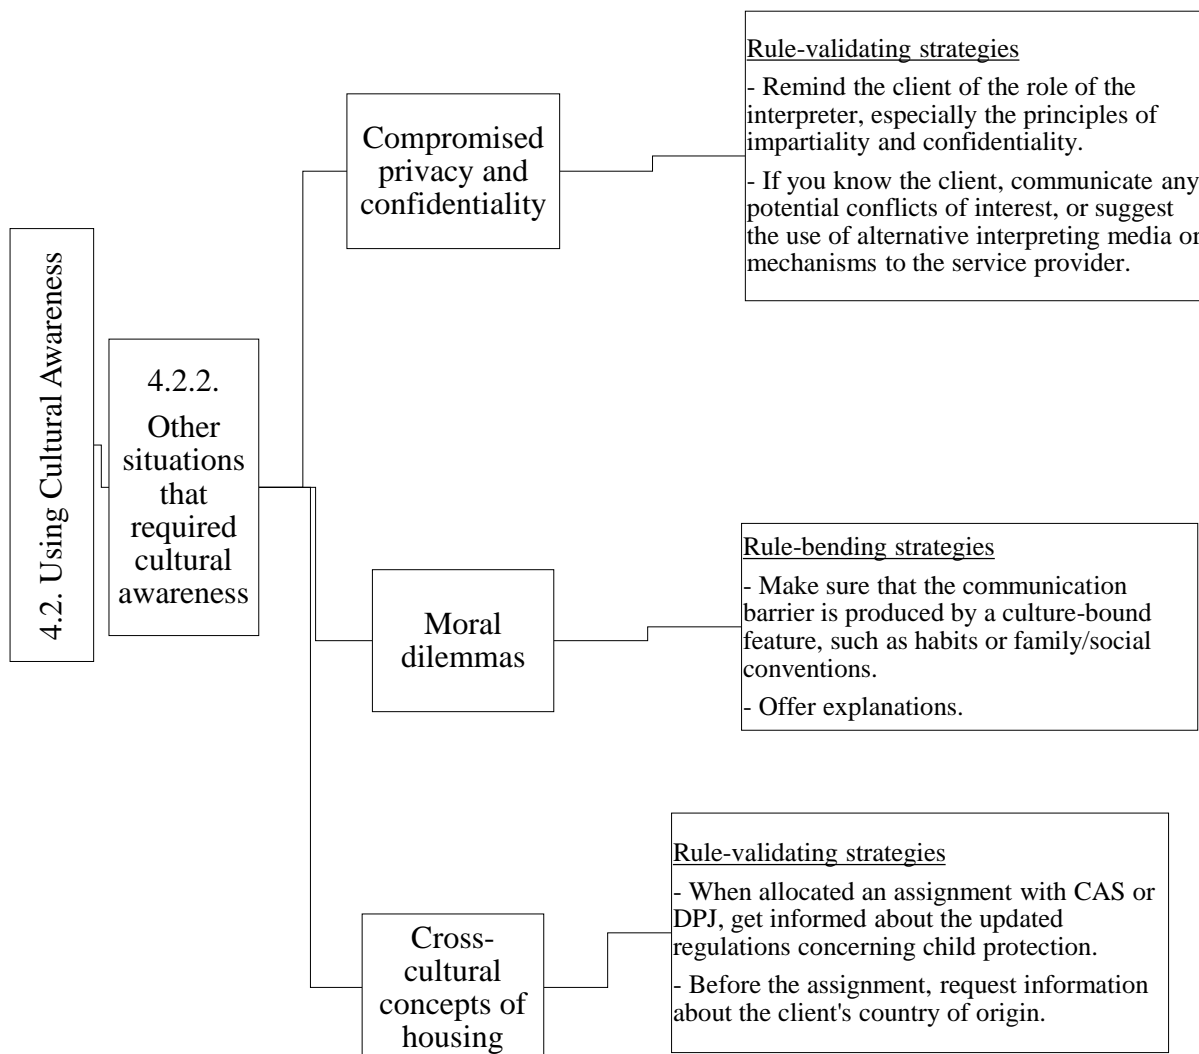 4.2. Using Cultural Awareness
4.2.2.
Other
situations
that
required
cultural
awareness
Compromised
privacy and
confidentiality
Rule-validating strategies
- Remind the client of the role of the
interpreter, especially the principles of
impartiality and confidentiality.
- If you know the client, communicate any
potential conflicts of interest, or suggest
the use of alternative interpreting media or
mechanisms to the service provider.
Moral
dilemmas
Rule-bending strategies
- Make sure that the communication
barrier is produced by a culture-bound
feature, such as habits or family/social
conventions.
- Offer explanations.
Cross-
cultural
concepts of
housing
Rule-validating strategies
- When allocated an assignment with CAS or
DPJ, get informed about the updated
regulations concerning child protection.
- Before the assignment, request information
about the client's country of origin.